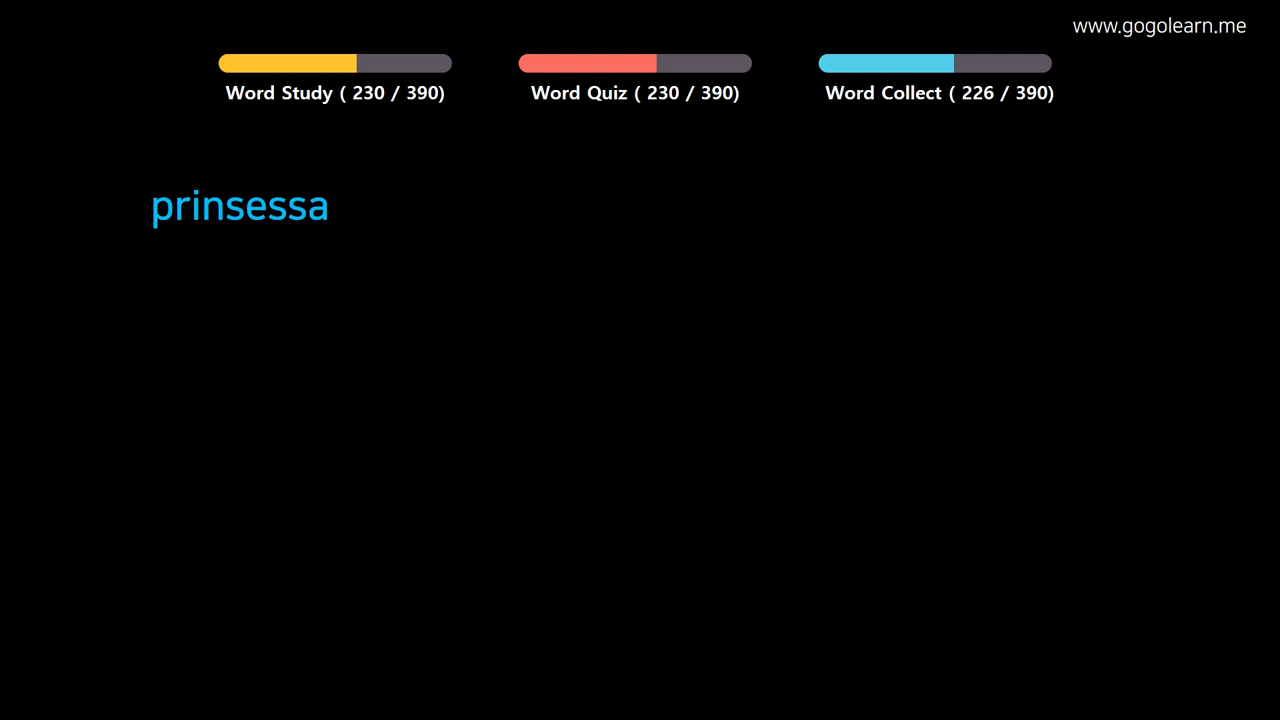 www.gogolearn.me
Word Study ( 230 / 390)
Word Quiz ( 230 / 390)
Word Collect ( 226 / 390)
prinsessa